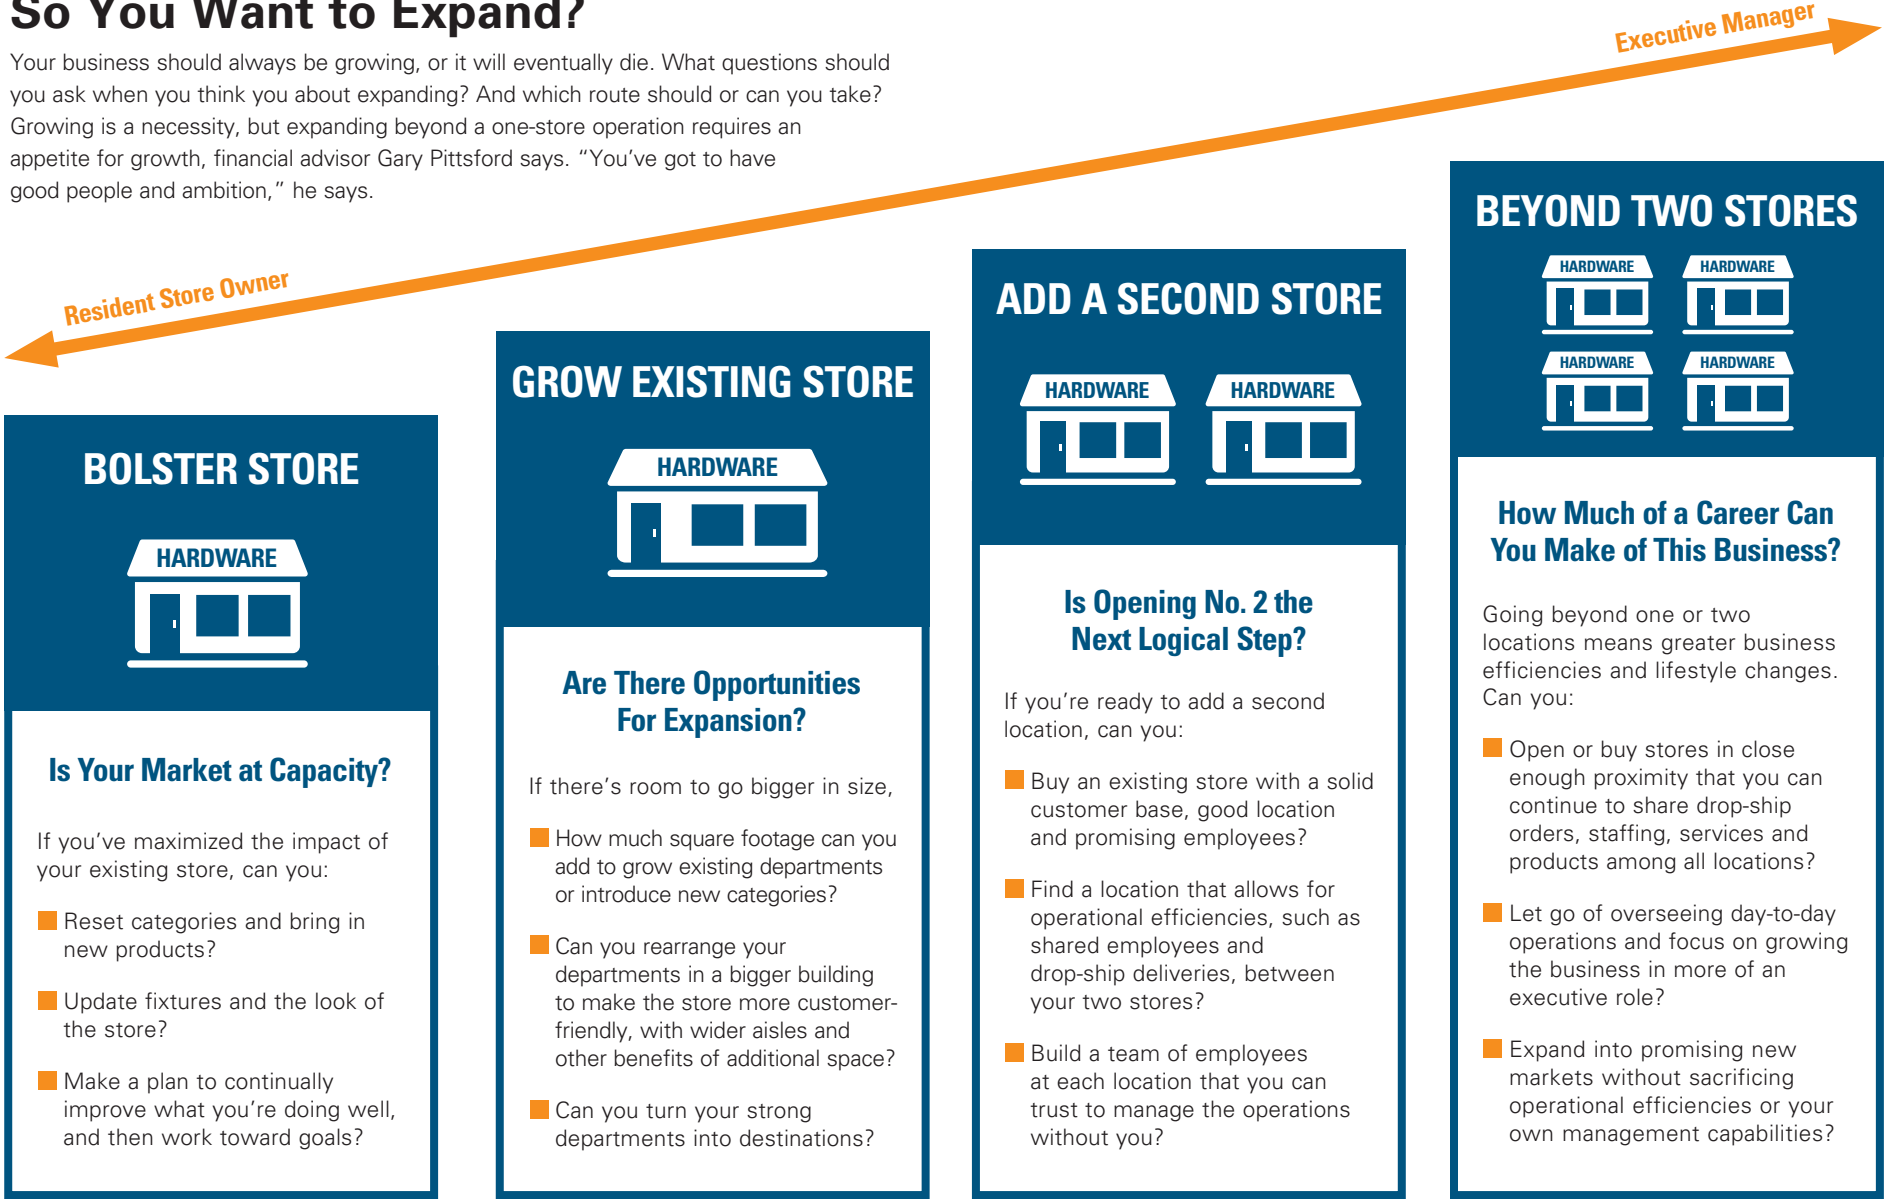 So You Want to Expand?
Your business should always be growing, or it will eventually die. What questions should
you ask when you think you about expanding? And which route should or can you take?
Growing is a necessity, but expanding beyond a one-store operation requires an
appetite for growth, financial advisor Gary Pittsford says. “You’ve got to have
good people and ambition,” he says.
Executive Manager
Resident Store Owner
BOLSTER STORE
HARDWARE
Is Your Market at Capacity?
If you’ve maximized the impact of
your existing store, can you:
Reset categories and bring in
new products?
Update fixtures and the look of
the store?
Make a plan to continually
improve what you’re doing well,
and then work toward goals?
GROW EXISTING STORE
HARDWARE
Are There Opportunities
For Expansion?
If there’s room to go bigger in size,
How much square footage can you
add to grow existing departments
or introduce new categories?
Can you rearrange your
departments in a bigger building
to make the store more customer-
friendly, with wider aisles and
other benefits of additional space?
Can you turn your strong
departments into destinations?
ADD A SECOND STORE
HARDWARE
HARDWARE
Is Opening No. 2 the
Next Logical Step?
If you’re ready to add a second
location, can you:
Buy an existing store with a solid
customer base, good location
and promising employees?
Find a location that allows for
operational efficiencies, such as
shared employees and
drop-ship deliveries, between
your two stores?
Build a team of employees
at each location that you can
trust to manage the operations
without you?
BEYOND TWO STORES
HARDWARE
HARDWARE
HARDWARE
HARDWARE
How Much of a Career Can
You Make of This Business?
Going beyond one or two
locations means greater business
efficiencies and lifestyle changes.
Can you:
Open or buy stores in close
enough proximity that you can
continue to share drop-ship
orders, staffing, services and
products among all locations?
Let go of overseeing day-to-day
operations and focus on growing
the business in more of an
executive role?
Expand into promising new
markets without sacrificing
operational efficiencies or your
own management capabilities?